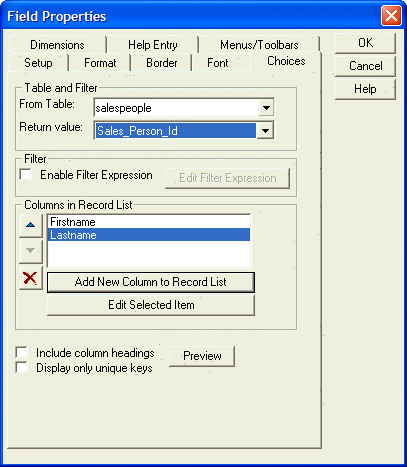 Field Properties
Dimensions Help Entry Menus/Toolbars
Setup Format Border Font Choices
OK
Cancel
Help
Table and Filter
From Table: salespeople
Return value: Sales_Person_Id
Filter
Enable Filter Expression Edit Filter Expression
Columns in Record List
Firstname
Lastname
Add New Column to Record List
Edit Selected Item
Include column headings Preview
Display only unique keys